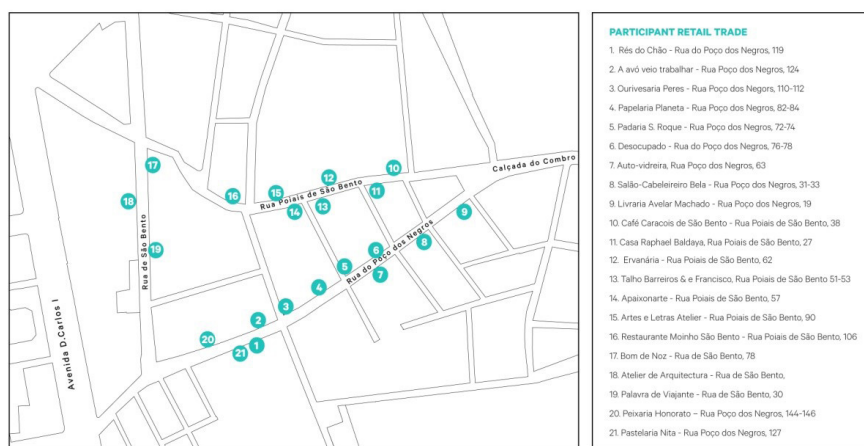 17
18
19
16
15
12
10
14
13
11
9
8
6
7
5
4
3
2
1
20
21
Calçada do Combro
Rua Poiais de São Bento
Rua do Poço dos Negros
Rua de São Bento
Avenida D.Carlos I
PARTICIPANT RETAIL TRADE
1. Rés do Chão - Rua do Poço dos Negros, 119
2. A avó veio trabalhar - Rua Poço dos Negros, 124
3. Ourivesaria Peres - Rua Poço dos Negors, 110-112
4. Papelaria Planeta - Rua Poço dos Negros, 82-84
5. Padaria S. Roque - Rua Poço dos Negros, 72-74
6. Desocupado - Rua do Poço dos Negros, 76-78
7. Auto-vidreira, Rua Poço dos Negros, 63
8. Salão-Cabeleireiro Bela - Rua Poço dos Negros, 31-33
9. Livraria Avelar Machado - Rua Poço dos Negros, 19
10. Café Caracois de São Bento - Rua Poiais de São Bento, 38
11. Casa Raphael Baldaya, Rua Poiais de São Bento, 27
12. Ervanária - Rua Poiais de São Bento, 62
13. Talho Barreiros & e Francisco, Rua Poiais de São Bento 51-53
14. Apaixonarte - Rua Poiais de São Bento, 57
15. Artes e Letras Atelier - Rua Poiais de São Bento, 90
16. Restaurante Moinho São Bento - Rua Poiais de São Bento, 106
17. Bom de Noz - Rua de São Bento, 78
18. Atelier de Arquitectura - Rua de São Bento,
19. Palavra de Viajante - Rua de São Bento, 30
20. Peixaria Honorato – Rua Poço dos Negros, 144-146
21. Pastelaria Nita - Rua Poço dos Negros, 127